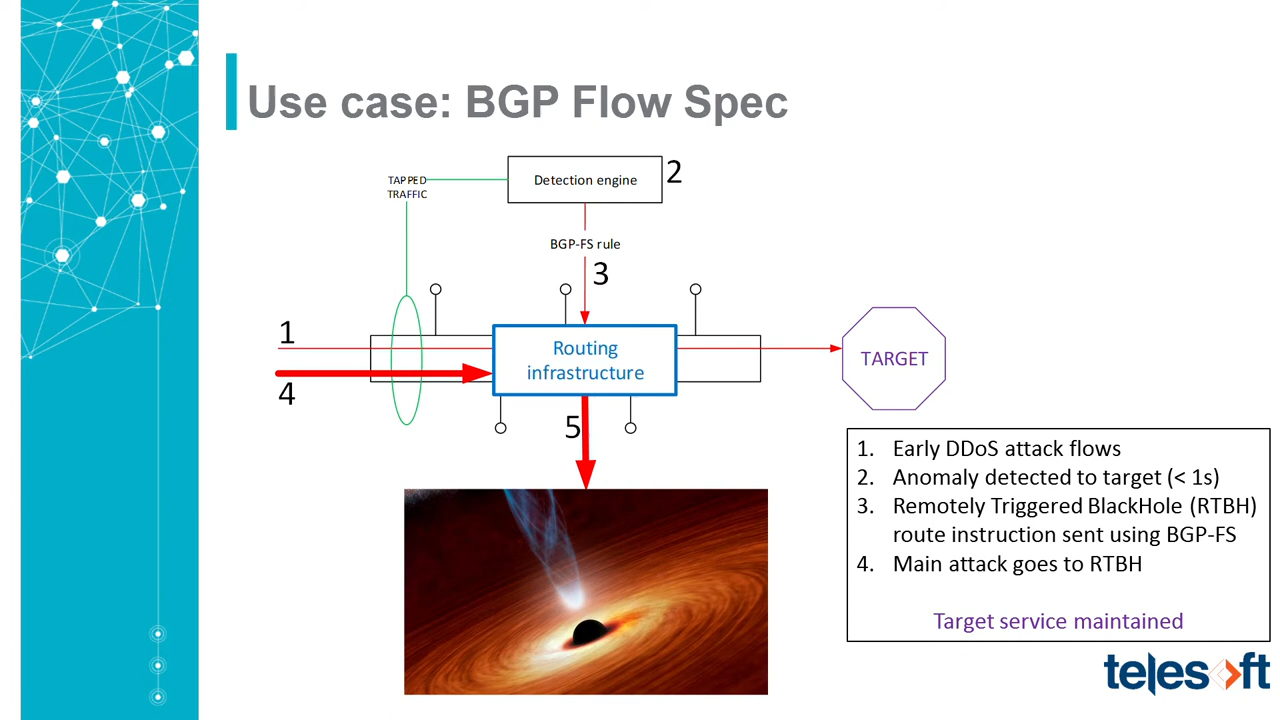 Use case: BGP Flow Spec
TAPPED
TRAFFIC
Detection engine
2
BGP-FS rule
3
1
Routing
infrastructure
TARGET
4
5
1. Early DDoS attack flows
2. Anomaly detected to target (< 1s)
3. Remotely Triggered BlackHole (RTBH)
route instruction sent using BGP-FS
4. Main attack goes to RTBH
Target service maintained
telesoft